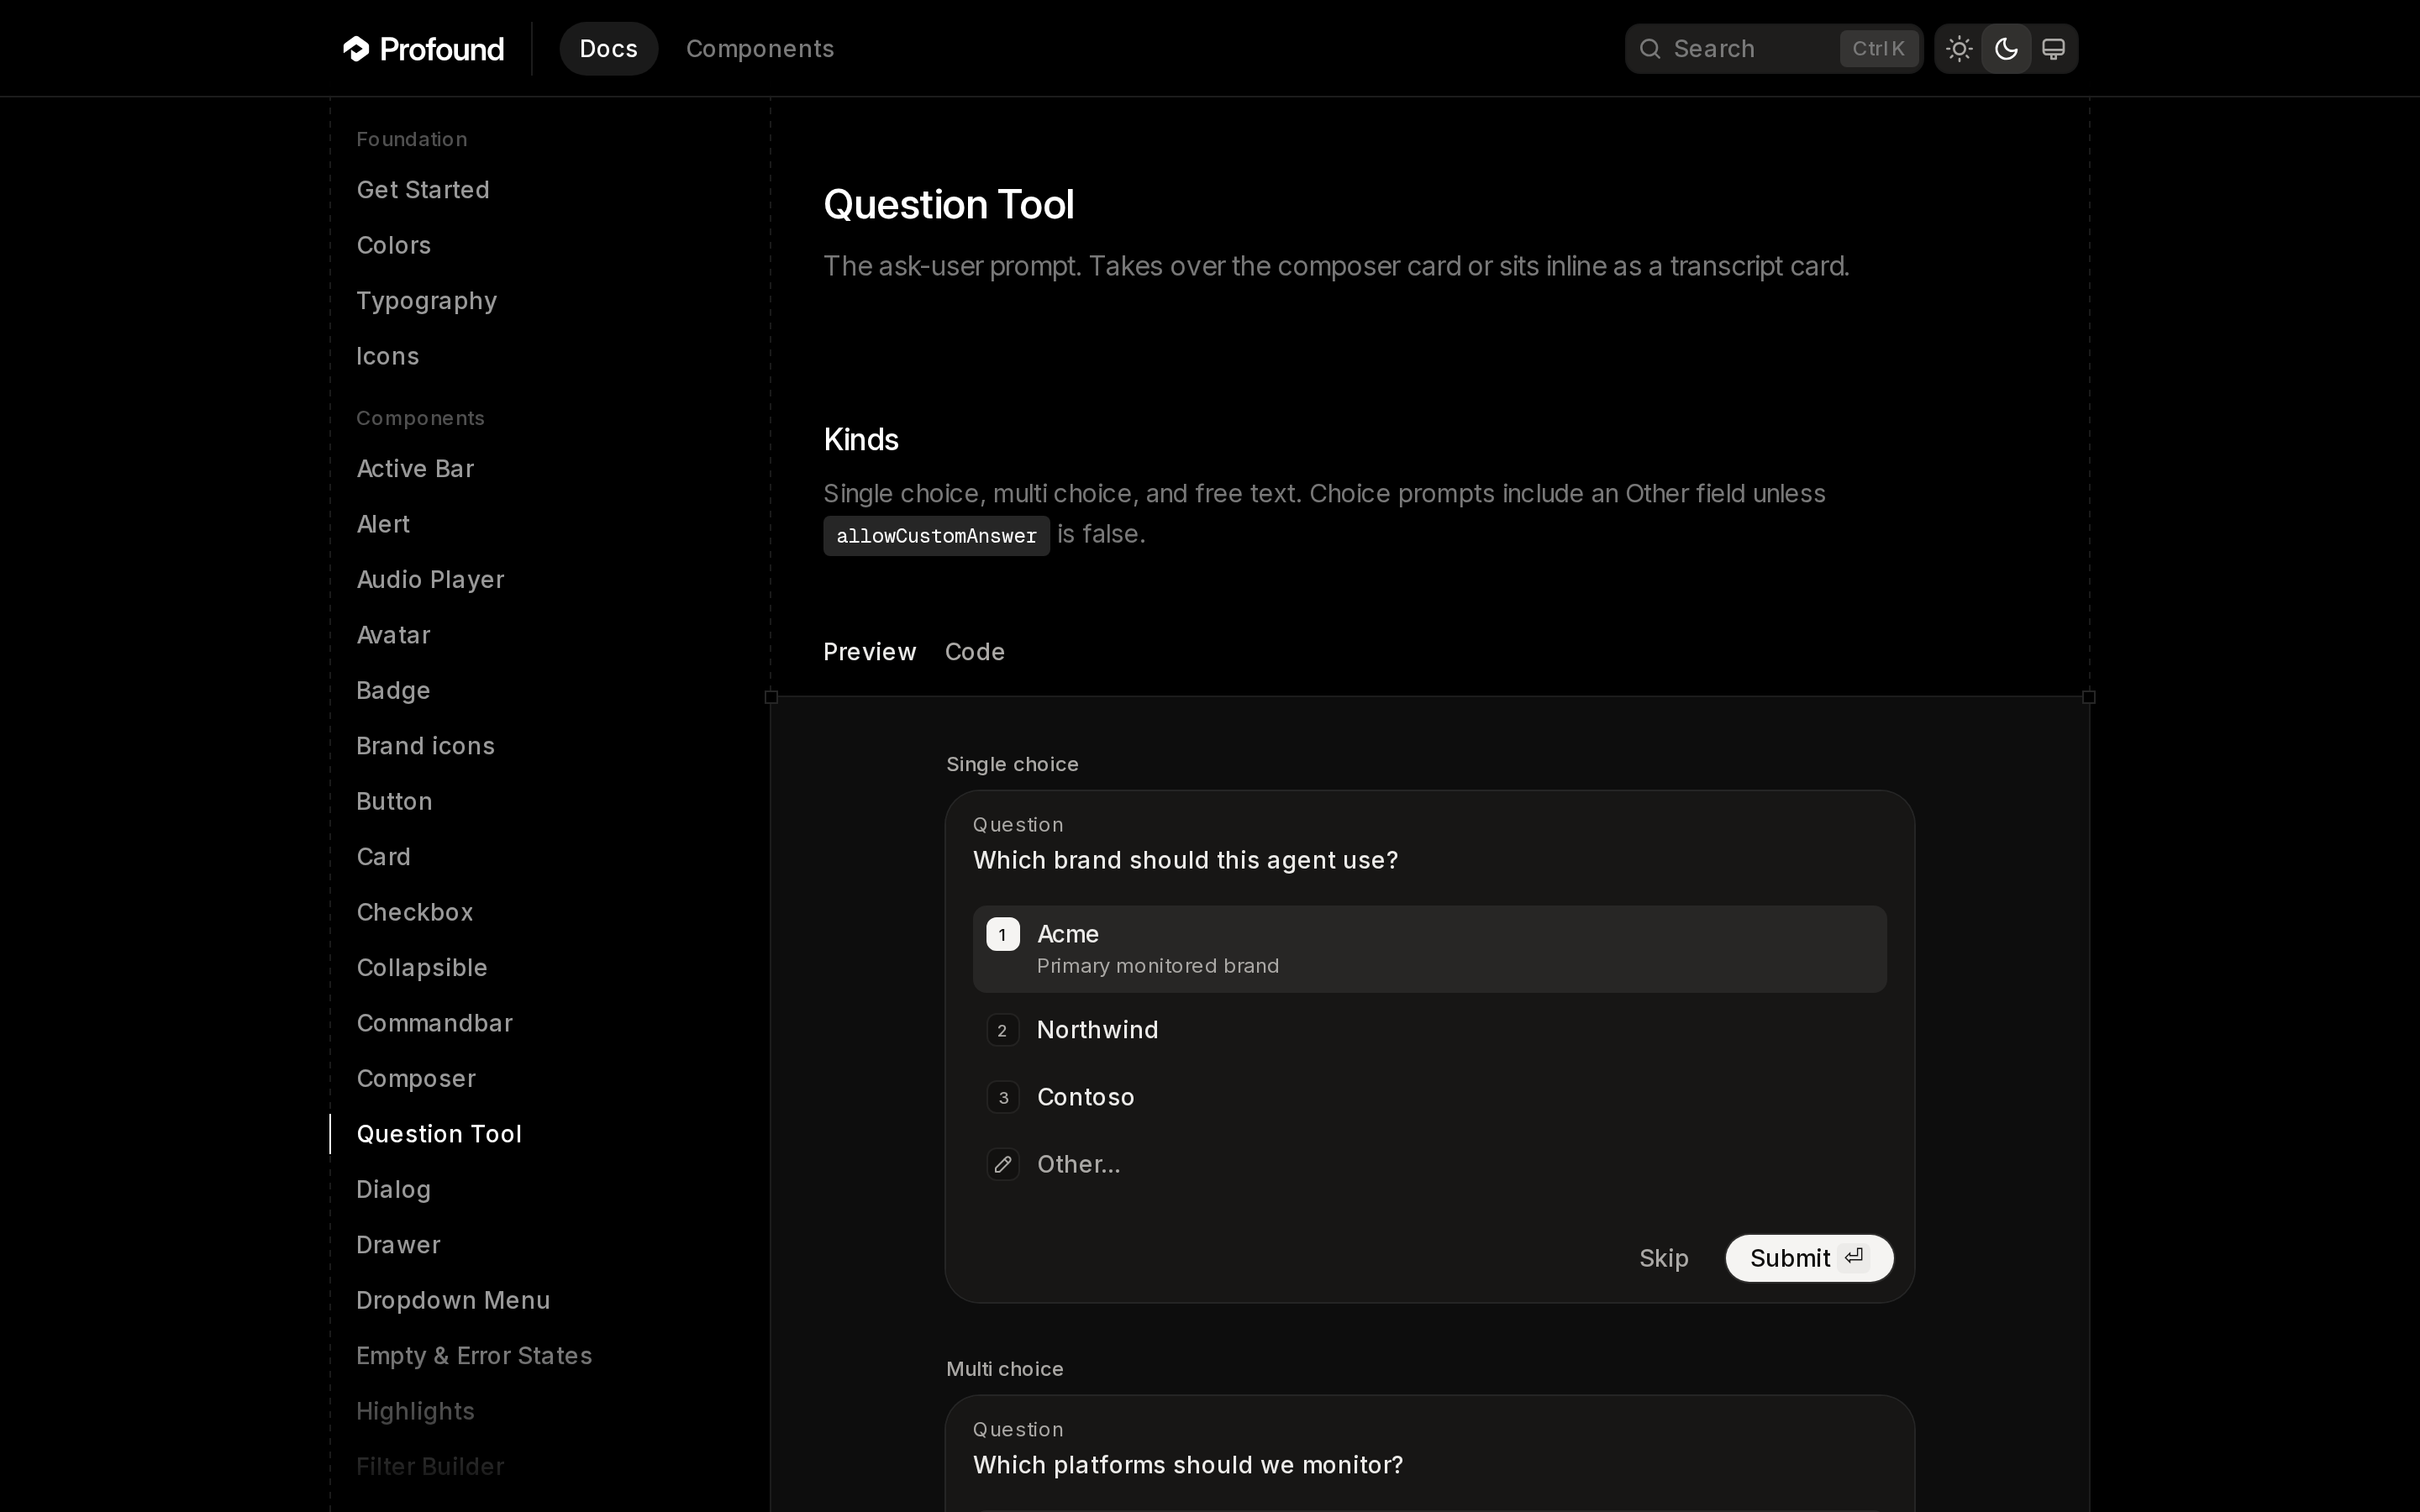 Profound
Docs
Components
Search
Ctrl K
Foundation
Get Started
Colors
Typography
Icons
Components
Active Bar
Alert
Audio Player
Avatar
Badge
Brand icons
Button
Card
Checkbox
Collapsible
Commandbar
Composer
Question Tool
Dialog
Drawer
Dropdown Menu
Empty & Error States
Highlights
Filter Builder
Question Tool
The ask-user prompt. Takes over the composer card or sits inline as a transcript card.
Kinds
Single choice, multi choice, and free text. Choice prompts include an Other field unless
allowCustomAnswer is false.
Preview
Code
Single choice
Question
Which brand should this agent use?
1 Acme
Primary monitored brand
2 Northwind
3 Contoso
Other...
Skip
Submit ⏎
Multi choice
Question
Which platforms should we monitor?